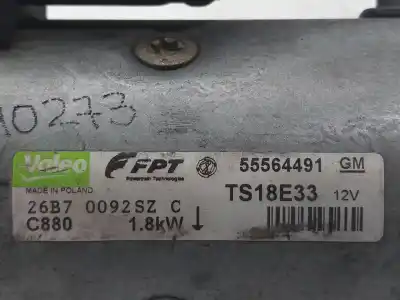 10273
Valeo FPT 55564491 GM
Powertrain Technologies
MADE IN POLAND TS18E33 12V
26B7 0092SZ C
C880 1.8kW ↓